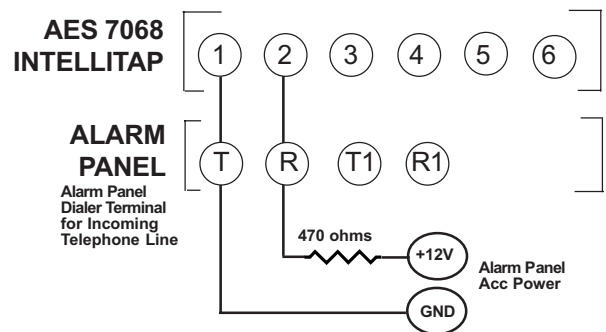 AES 7068
INTELLITAP
1 2 3 4 5 6
ALARM
PANEL
T R T1 R1
Alarm Panel
Dialer Terminal
for Incoming
Telephone Line
470 ohms
+12V
Alarm Panel
Acc Power
GND